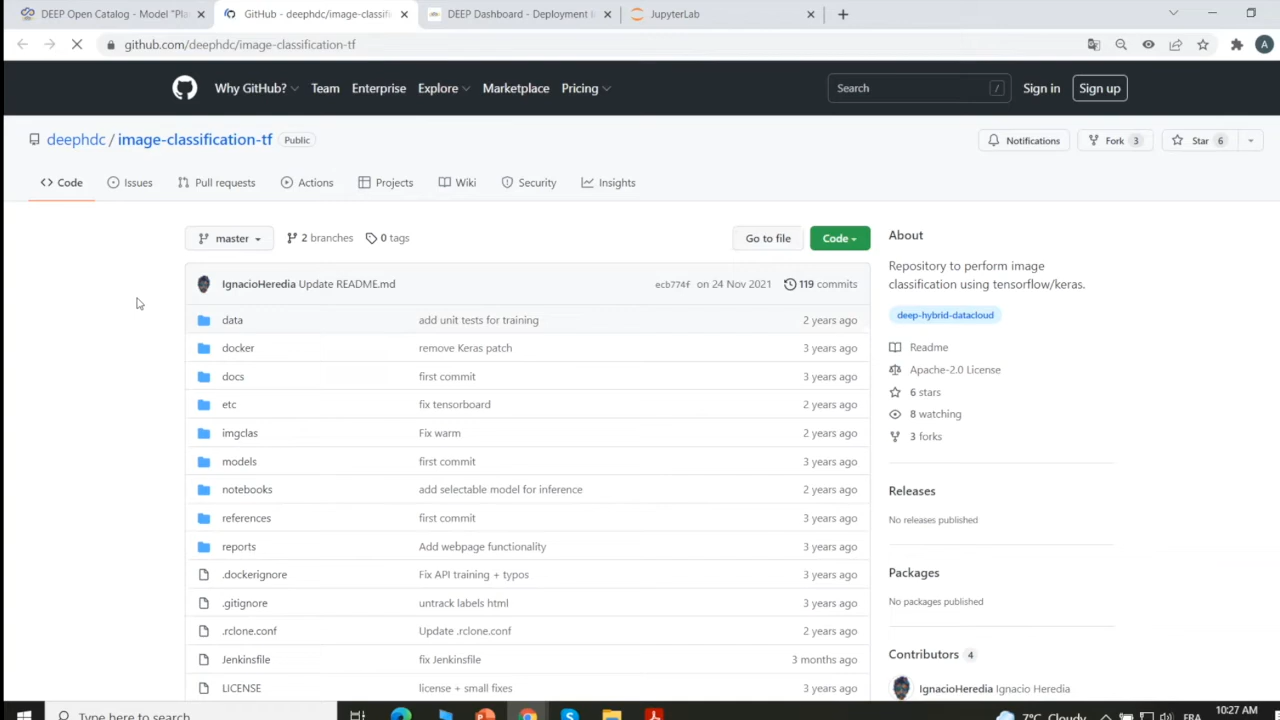 DEEP Open Catalog - Model "Pla
GitHub - deephdc/image-classifi
DEEP Dashboard - Deployment l
JupyterLab
github.com/deephdc/image-classification-tf
A
Why GitHub? Team Enterprise Explore Marketplace Pricing
Search /
Sign in
Sign up
deephdc / image-classification-tf Public
Notifications
Fork 3
Star 6
Code
Issues
Pull requests
Actions
Projects
Wiki
Security
Insights
master
2 branches
0 tags
Go to file
Code
IgnacioHeredia Update README.md ecb774f on 24 Nov 2021 119 commits
data add unit tests for training 2 years ago
docker remove Keras patch 3 years ago
docs first commit 3 years ago
etc fix tensorboard 2 years ago
imgclas Fix warm 2 years ago
models first commit 3 years ago
notebooks add selectable model for inference 2 years ago
references first commit 3 years ago
reports Add webpage functionality 3 years ago
.dockerignore Fix API training + typos 3 years ago
.gitignore untrack labels html 3 years ago
.rclone.conf Update .rclone.conf 2 years ago
Jenkinsfile fix Jenkinsfile 3 months ago
LICENSE license + small fixes 3 years ago
About
Repository to perform image
classification using tensorflow/keras.
deep-hybrid-datacloud
Readme
Apache-2.0 License
6 stars
8 watching
3 forks
Releases
No releases published
Packages
No packages published
Contributors 4
IgnacioHeredia Ignacio Heredia
Type here to search
7°C Cloudy
FRA
10:27 AM